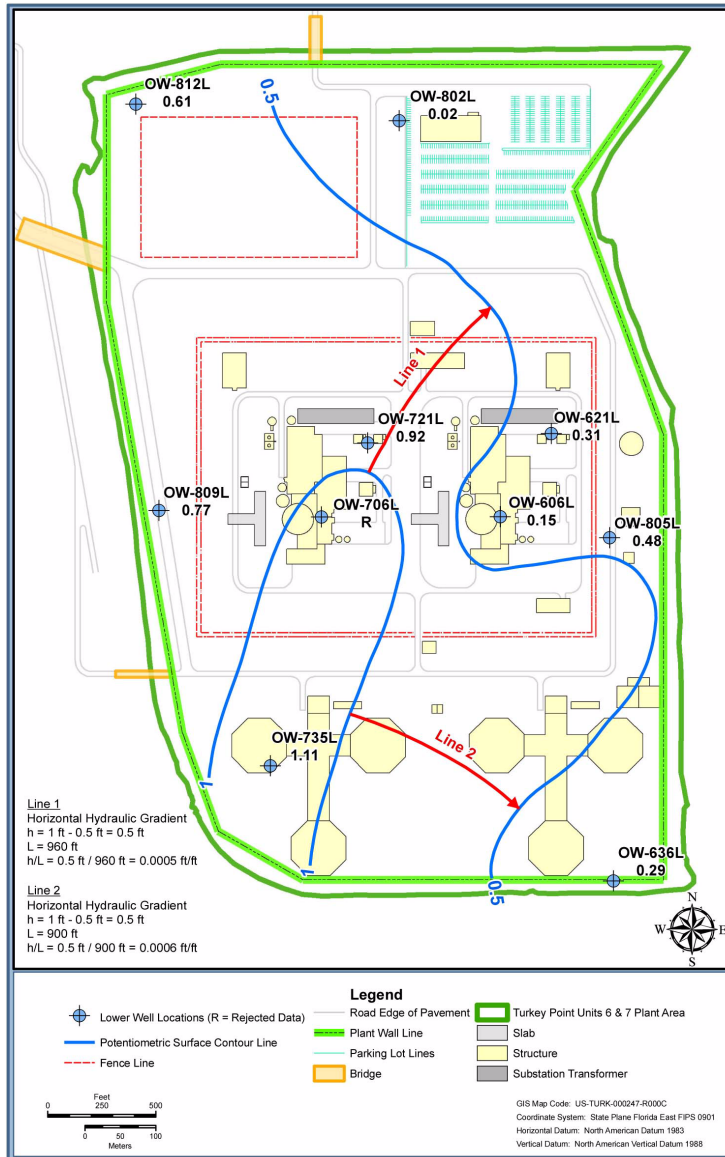 OW-812L
0.61
0.5
OW-802L
0.02
Line 1
OW-721L
0.92
OW-621L
0.31
OW-809L
0.77
OW-706L
R
OW-606L
0.15
OW-805L
0.48
OW-735L
1.11
Line 2
1
1
0.5
OW-636L
0.29
Line 1
Horizontal Hydraulic Gradient
h = 1 ft - 0.5 ft = 0.5 ft
L = 960 ft
h/L = 0.5 ft / 960 ft = 0.0005 ft/ft
Line 2
Horizontal Hydraulic Gradient
h = 1 ft - 0.5 ft = 0.5 ft
L = 900 ft
h/L = 0.5 ft / 900 ft = 0.0006 ft/ft
N
W E
S
Legend
Lower Well Locations (R = Rejected Data)
Potentiometric Surface Contour Line
Fence Line
Road Edge of Pavement
Plant Wall Line
Parking Lot Lines
Bridge
Turkey Point Units 6 & 7 Plant Area
Slab
Structure
Substation Transformer
Feet
0 250 500
0 50 100
Meters
GIS Map Code: US-TURK-000247-R000C
Coordinate System: State Plane Florida East FIPS 0901
Horizontal Datum: North American Datum 1983
Vertical Datum: North American Vertical Datum 1988